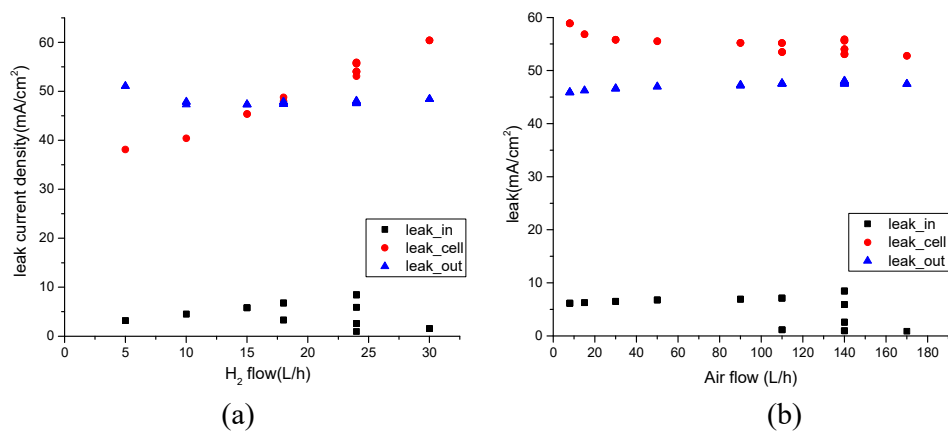 leak current density(mA/cm²)
60
50
40
30
20
10
0
0 5 10 15 20 25 30
H₂ flow(L/h)
leak_in
leak_cell
leak_out
(a)
leak(mA/cm²)
60
50
40
30
20
10
0
0 20 40 60 80 100 120 140 160 180
Air flow (L/h)
leak_in
leak_cell
leak_out
(b)